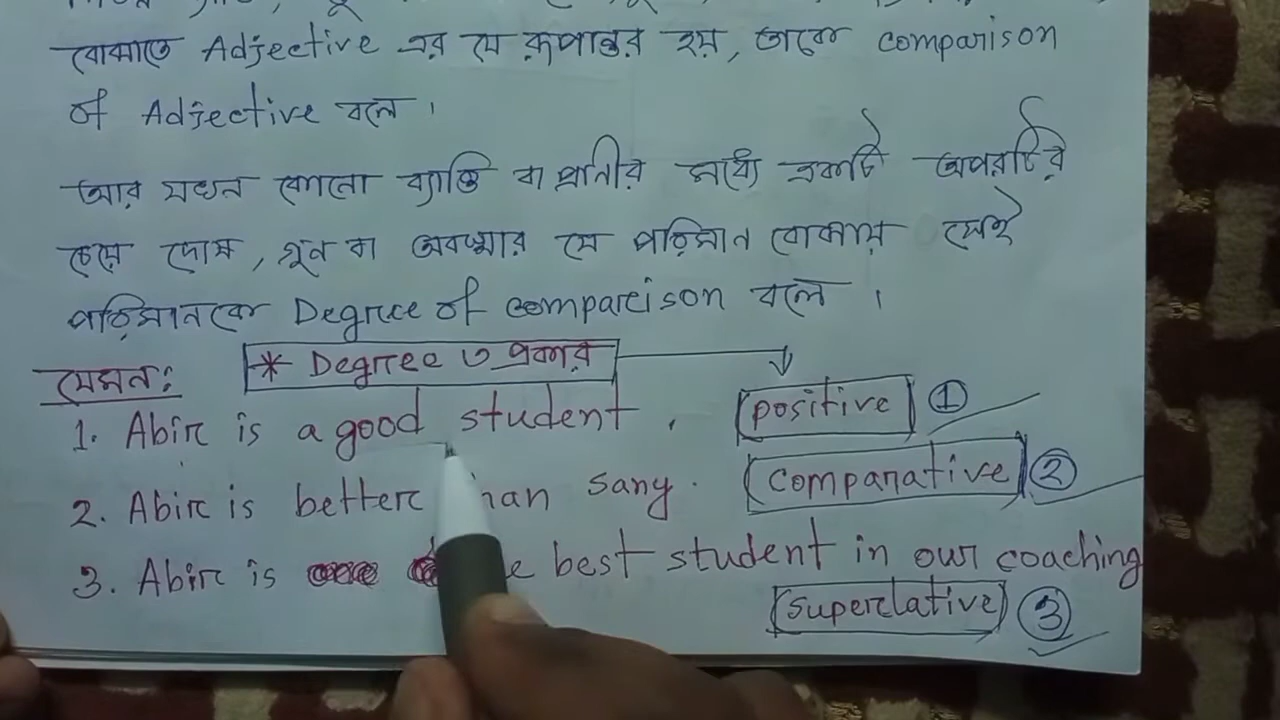 বোঝাতে Adjective এর যে রূপান্তর হয়, তাকে comparison
of Adjective বলে।
আর যখন কোনো ব্যাক্তি বা প্রানীর মধ্যে একটি অপরটির
চেয়ে দোষ, গুন বা অবস্থার যে পরিমান বোঝায় সেই
পরিমানকে Degree of comparison বলে।
যেমন: * Degree ৩ প্রকার
1. Abir is a good student. positive 1
2. Abir is better than sany. comparative 2
3. Abir is best student in our coaching
superlative 3